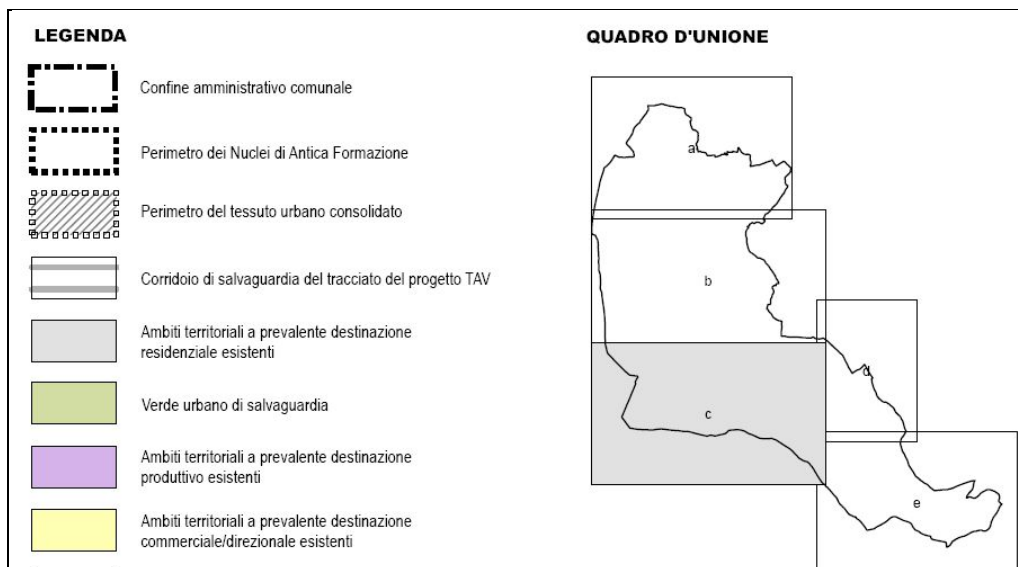 LEGENDA
Confine amministrativo comunale
Perimetro dei Nuclei di Antica Formazione
Perimetro del tessuto urbano consolidato
Corridoio di salvaguardia del tracciato del progetto TAV
Ambiti territoriali a prevalente destinazione
residenziale esistenti
Verde urbano di salvaguardia
Ambiti territoriali a prevalente destinazione
produttivo esistenti
Ambiti territoriali a prevalente destinazione
commerciale/direzionale esistenti
QUADRO D'UNIONE
a
b
c
d
e